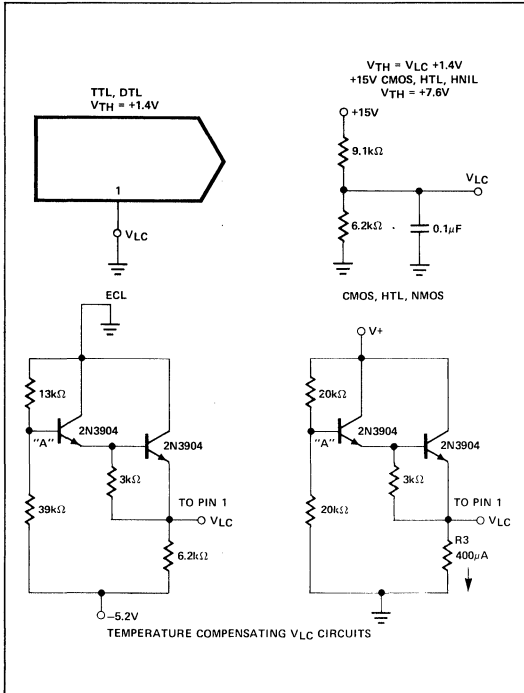 TTL, DTL
VTH = +1.4V
1
VLC
VTH = VLC +1.4V
+15V CMOS, HTL, HNIL
VTH = +7.6V
+15V
9.1kΩ
VLC
6.2kΩ
0.1μF
ECL
13kΩ
2N3904
"A"
2N3904
3kΩ
39kΩ
TO PIN 1
VLC
6.2kΩ
–5.2V
CMOS, HTL, NMOS
V+
20kΩ
2N3904
"A"
2N3904
3kΩ
20kΩ
TO PIN 1
VLC
R3
400μA
TEMPERATURE COMPENSATING VLC CIRCUITS